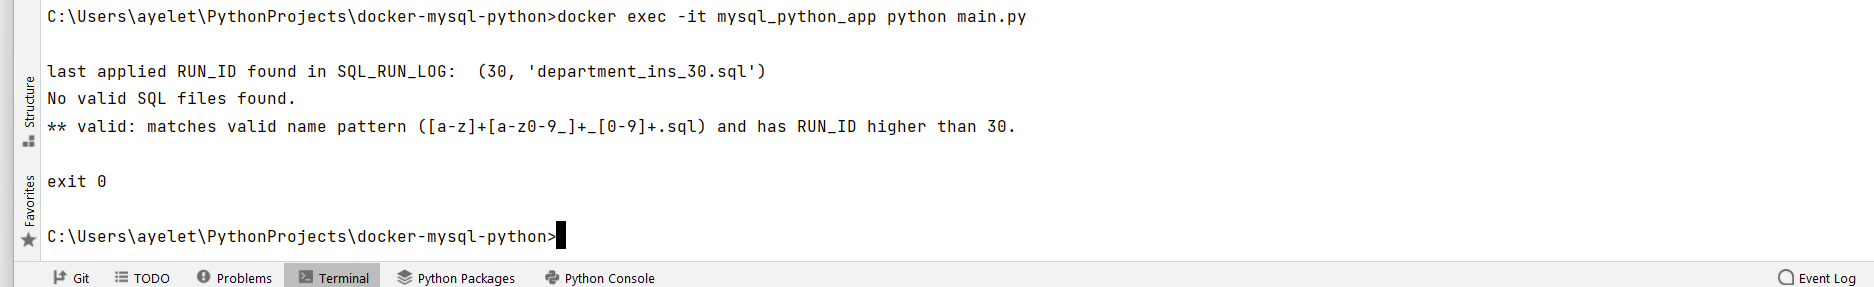 C:\Users\ayelet\PythonProjects\docker-mysql-python>docker exec -it mysql_python_app python main.py
last applied RUN_ID found in SQL_RUN_LOG:  (30, 'department_ins_30.sql')
No valid SQL files found.
** valid: matches valid name pattern ([a-z]+[a-z0-9_]+_[0-9]+.sql) and has RUN_ID higher than 30.
exit 0
C:\Users\ayelet\PythonProjects\docker-mysql-python>
Structure
Favorites
Git TODO Problems Terminal Python Packages Python Console Event Log